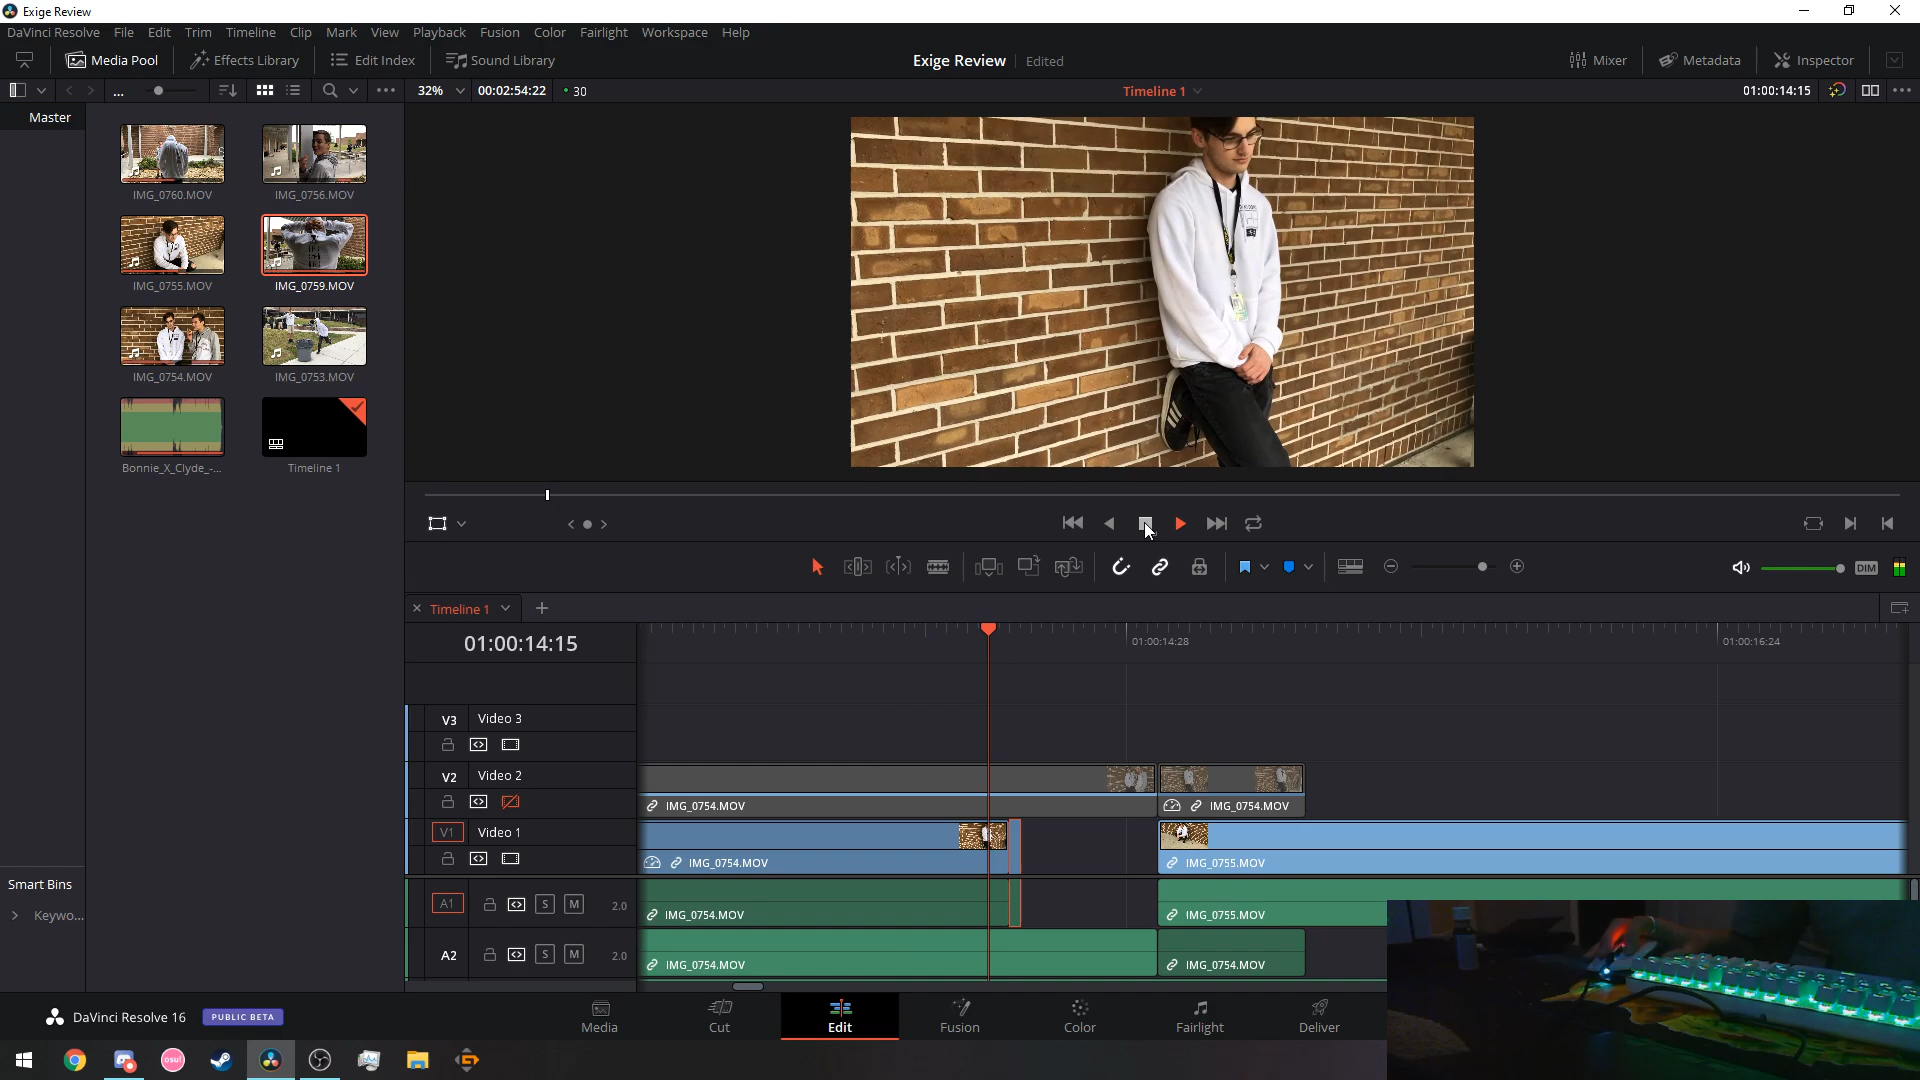 Exige Review
DaVinci Resolve File Edit Trim Timeline Clip Mark View Playback Fusion Color Fairlight Workspace Help
Media Pool Effects Library Edit Index Sound Library Exige Review Edited Mixer Metadata Inspector
... 32% 00:02:54:22 30 Timeline 1 01:00:14:15
Master
IMG_0760.MOV IMG_0756.MOV
IMG_0755.MOV IMG_0759.MOV
IMG_0754.MOV IMG_0753.MOV
Bonnie_X_Clyde_-... Timeline 1
DIM
Timeline 1
01:00:14:15 01:00:14:28 01:00:16:24
V3 Video 3
V2 Video 2
IMG_0754.MOV IMG_0754.MOV
V1 Video 1
IMG_0754.MOV IMG_0755.MOV
Smart Bins
A1 S M 2.0
Keywo...
IMG_0754.MOV IMG_0755.MOV
A2 S M 2.0
IMG_0754.MOV IMG_0754.MOV
DaVinci Resolve 16 PUBLIC BETA
Media Cut Edit Fusion Color Fairlight Deliver
osu!